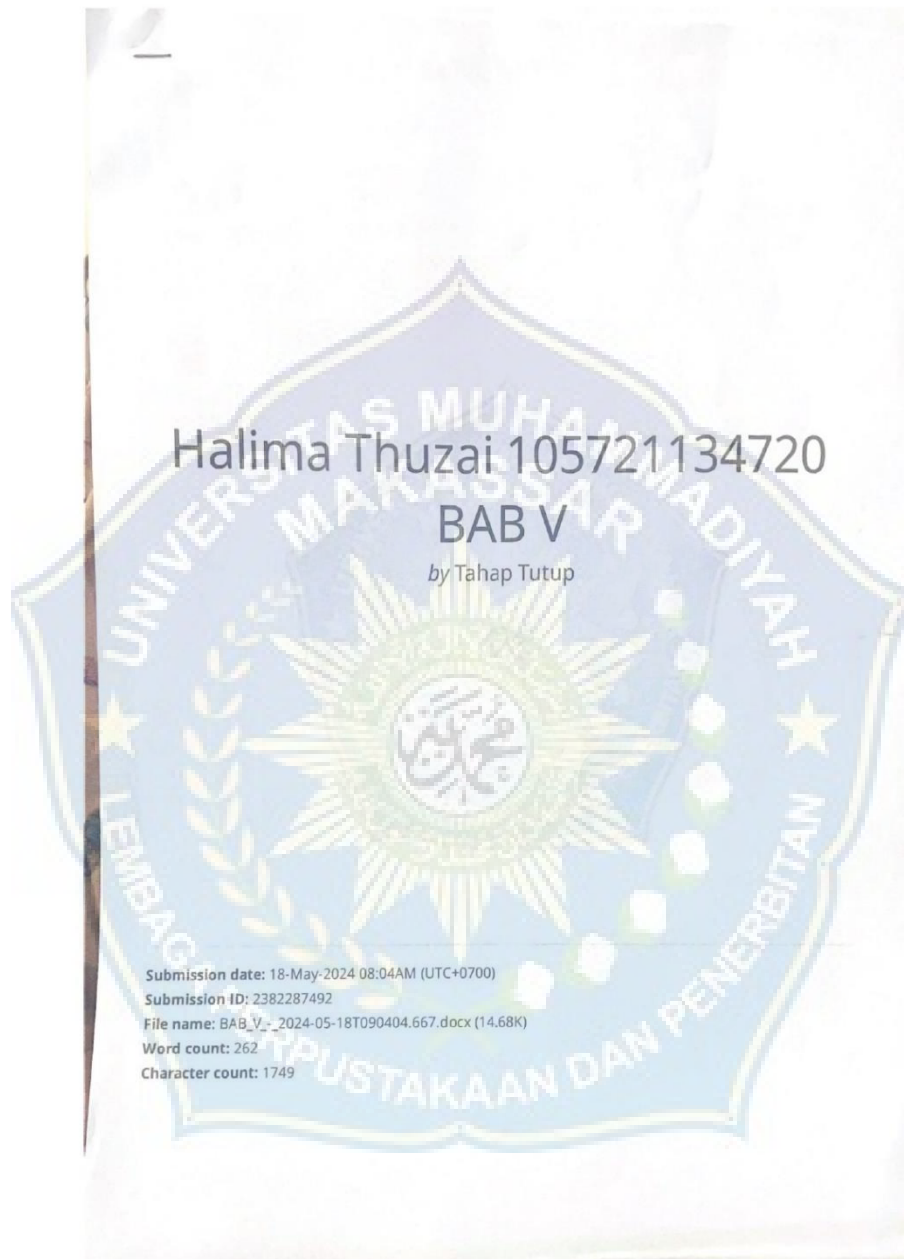 Halima Thuzai 105721134720
BAB V
by Tahap Tutup
UNIVERSITAS MUHAMMADIYAH
MAKASSAR
محمد
LEMBAGA PERPUSTAKAAN DAN PENERBITAN
Submission date: 18-May-2024 08:04AM (UTC+0700)
Submission ID: 2382287492
File name: BAB_V_-_2024-05-18T090404.667.docx (14.68K)
Word count: 262
Character count: 1749